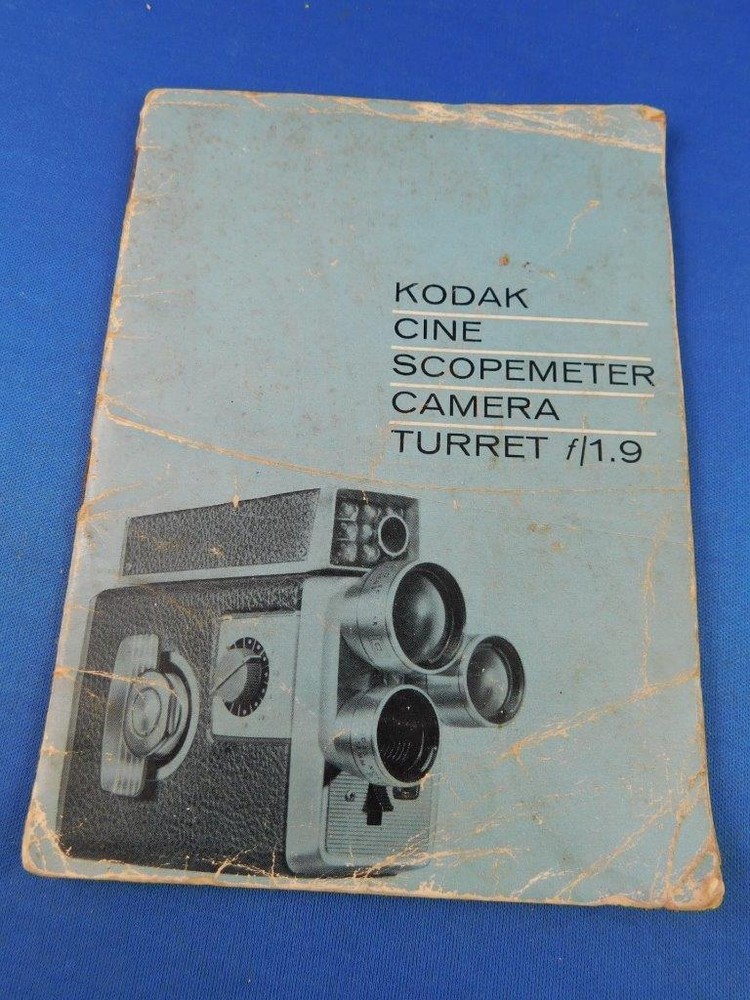 KODAK
CINE
SCOPEMETER
CAMERA
TURRET f/1.9